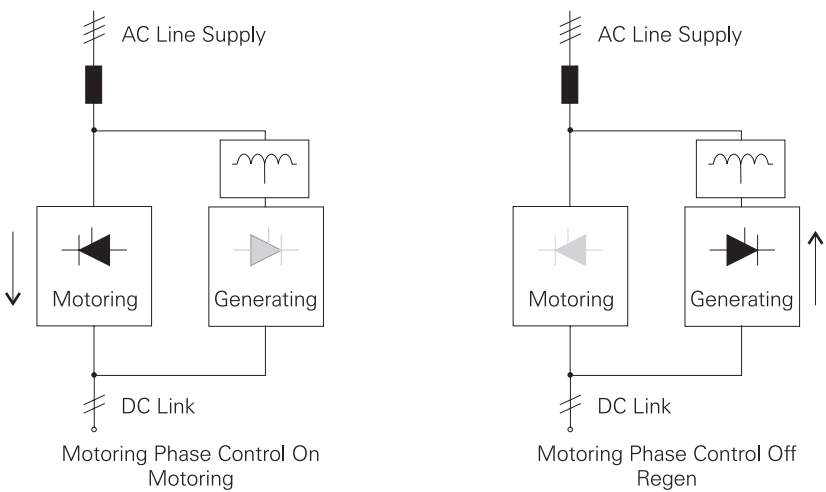 AC Line Supply
AC Line Supply
Motoring
Generating
Motoring
Generating
DC Link
DC Link
Motoring Phase Control On
Motoring
Motoring Phase Control Off
Regen